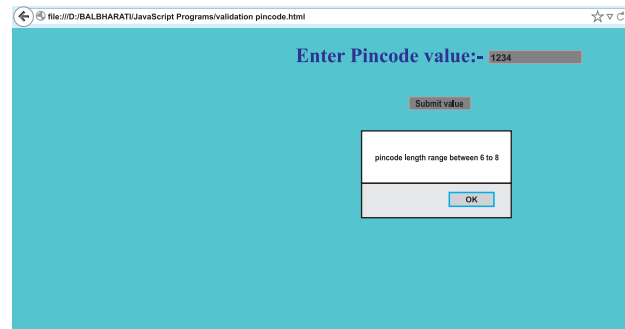 file:///D:/BALBHARATI/JavaScript Programs/validation pincode.html
Enter Pincode value:- 1234
Submit value
pincode length range between 6 to 8
OK